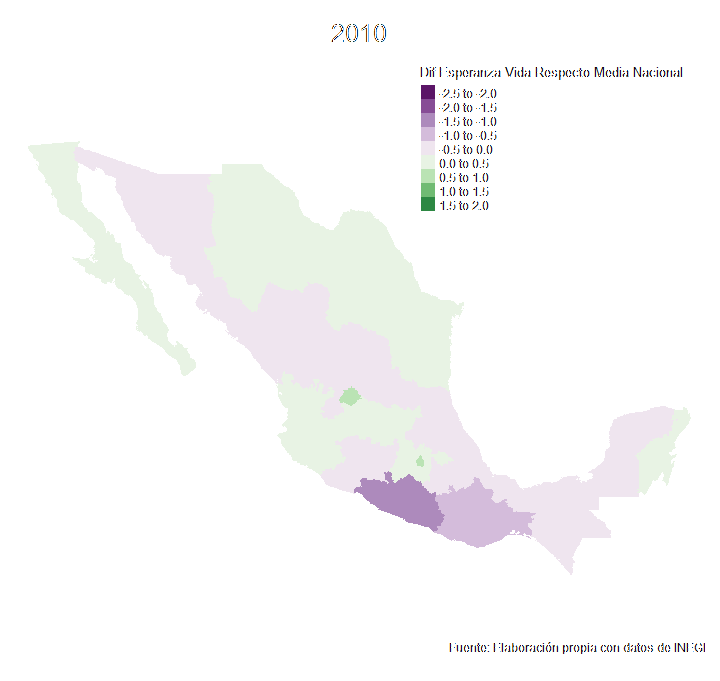 2010
Dif Esperanza Vida Respecto Media Nacional
-2.5 to -2.0
-2.0 to -1.5
-1.5 to -1.0
-1.0 to -0.5
-0.5 to 0.0
0.0 to 0.5
0.5 to 1.0
1.0 to 1.5
1.5 to 2.0
Fuente: Elaboración propia con datos de INEGI